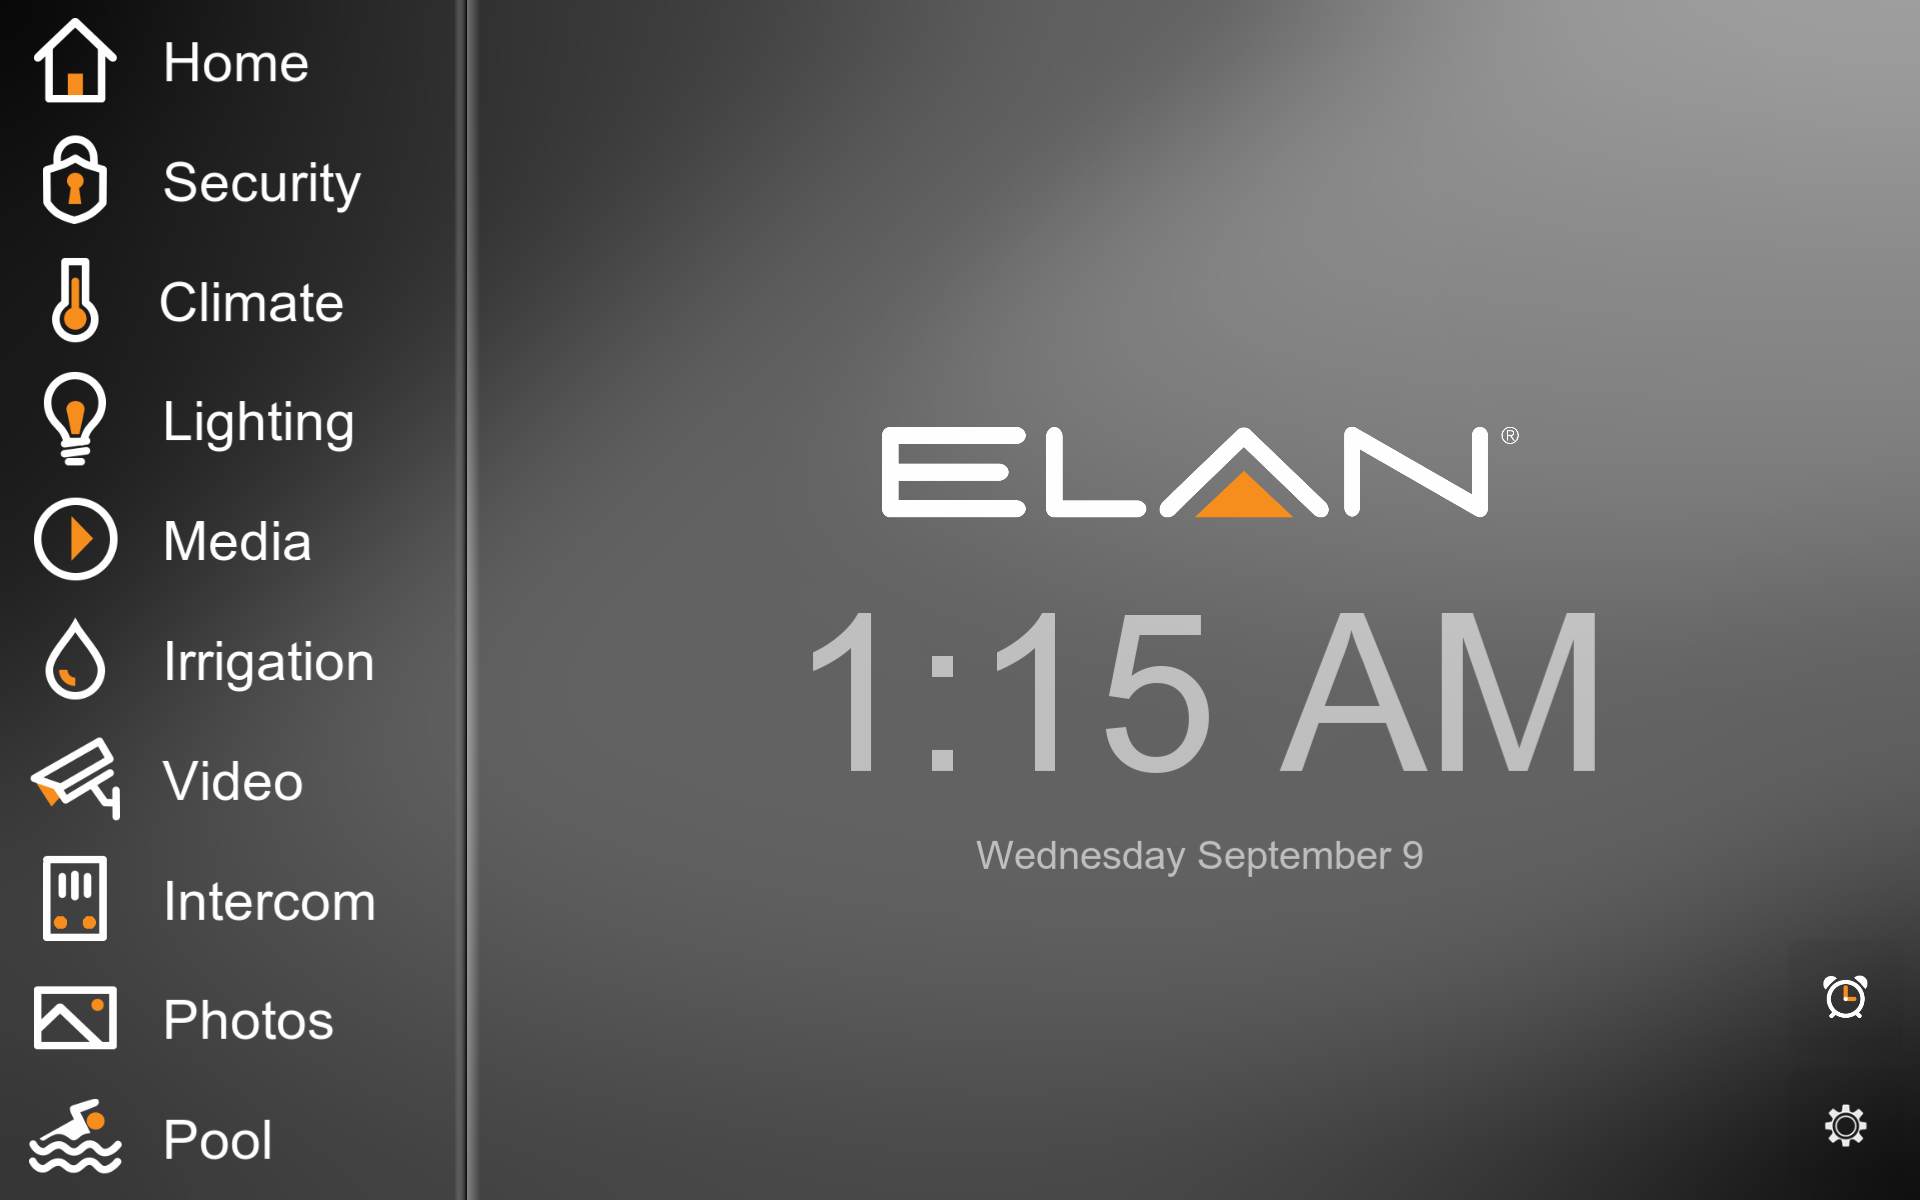 Home
Security
Climate
Lighting
Media
Irrigation
Video
Intercom
Photos
Pool
ELAN®
1:15 AM
Wednesday September 9